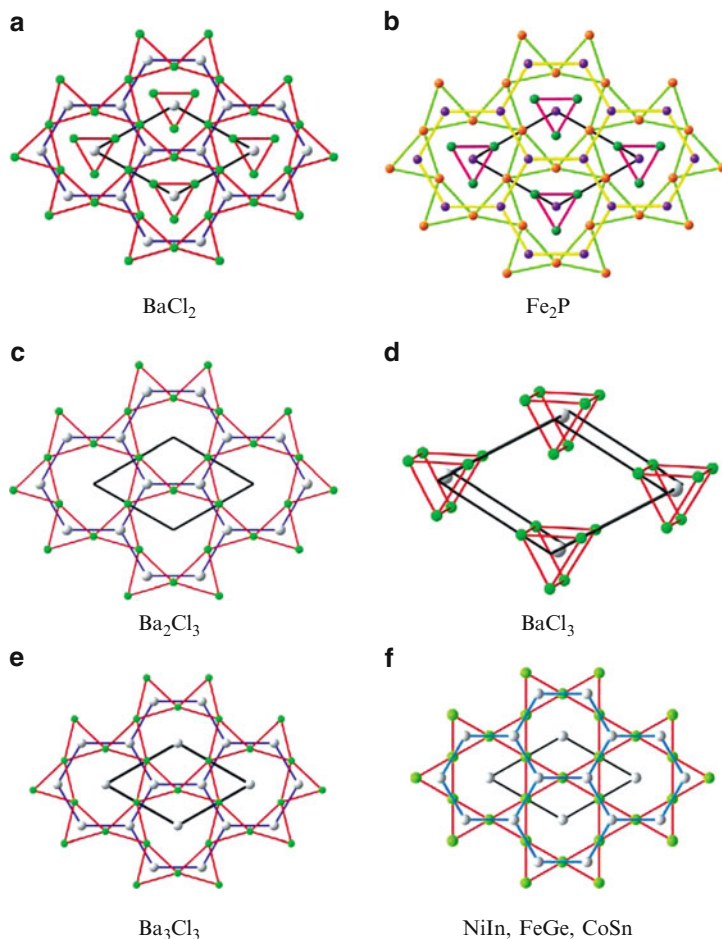 a
b
BaCl₂
Fe₂P
c
d
Ba₂Cl₃
BaCl₃
e
f
Ba₃Cl₃
NiIn, FeGe, CoSn